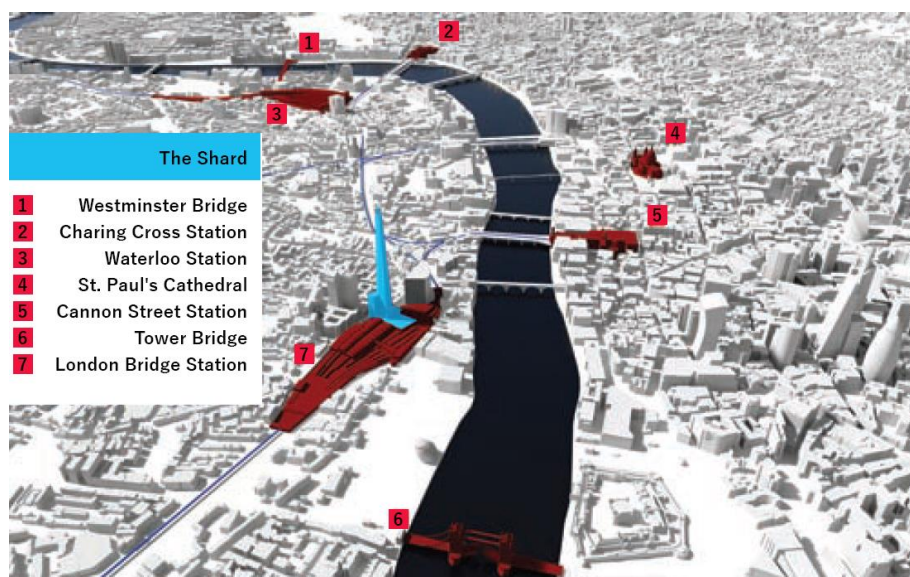 1
2
3
4
5
6
7
The Shard
1 Westminster Bridge
2 Charing Cross Station
3 Waterloo Station
4 St. Paul's Cathedral
5 Cannon Street Station
6 Tower Bridge
7 London Bridge Station